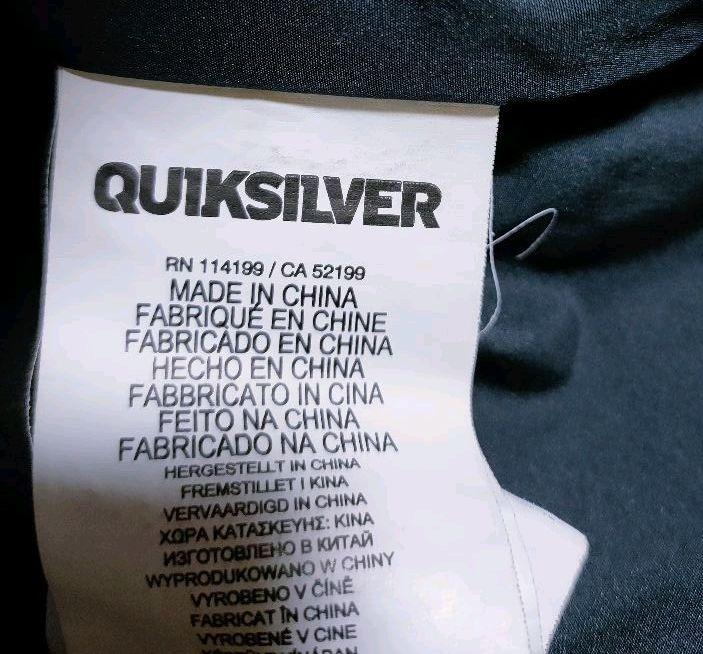 QUIKSILVER
RN 114199 / CA 52199
MADE IN CHINA
FABRIQUÉ EN CHINE
FABRICADO EN CHINA
HECHO EN CHINA
FABBRICATO IN CINA
FEITO NA CHINA
FABRICADO NA CHINA
HERGESTELLT IN CHINA
FREMSTILLET I KINA
VERVAARDIGD IN CHINA
ΧΩΡΑ ΚΑΤΑΣΚΕΥΗΣ: ΚΙΝΑ
ИЗГОТОВЛЕНО В КИТАЙ
WYPRODUKOWANO W CHINY
VYROBENO V ČÍNĚ
FABRICAT ÎN CHINA
VYROBENÉ V CINE